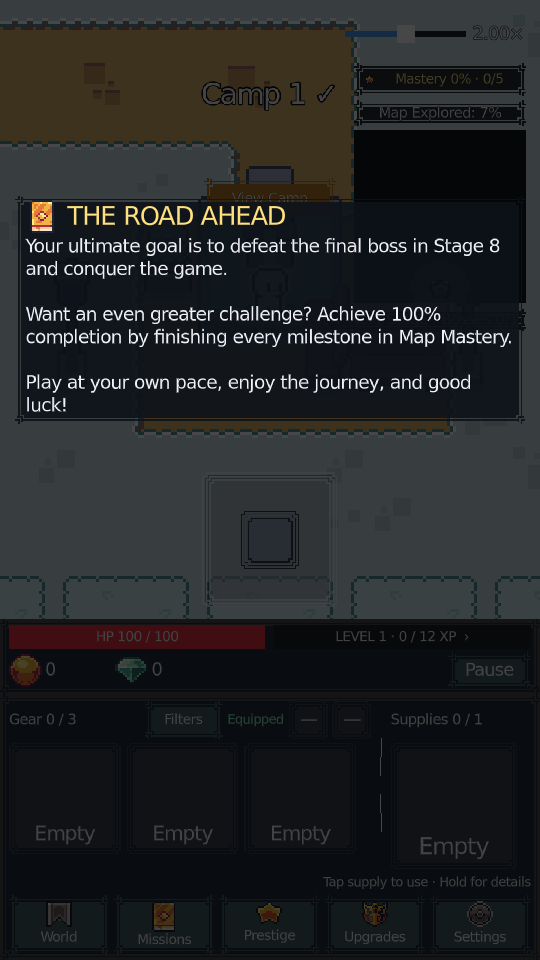 2.00×
Mastery 0% · 0/5
Camp 1 ✓
Map Explored: 7%
View Camp
THE ROAD AHEAD
Your ultimate goal is to defeat the final boss in Stage 8
and conquer the game.
Want an even greater challenge? Achieve 100%
completion by finishing every milestone in Map Mastery.
Play at your own pace, enjoy the journey, and good
luck!
HP 100 / 100
LEVEL 1 · 0 / 12 XP ›
0
0
Pause
Gear 0 / 3
Filters
Equipped
—
—
Supplies 0 / 1
Empty
Empty
Empty
Empty
Tap supply to use · Hold for details
World
Missions
Prestige
Upgrades
Settings